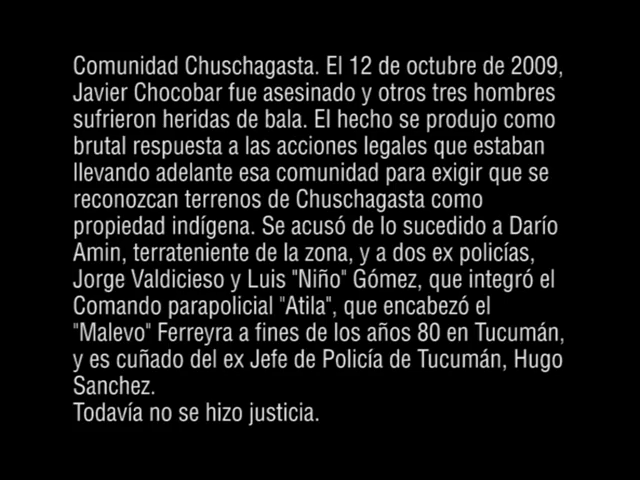 Comunidad Chuschagasta. El 12 de octubre de 2009,
Javier Chocobar fue asesinado y otros tres hombres
sufrieron heridas de bala. El hecho se produjo como
brutal respuesta a las acciones legales que estaban
llevando adelante esa comunidad para exigir que se
reconozcan terrenos de Chuschagasta como
propiedad indígena. Se acusó de lo sucedido a Darío
Amin, terrateniente de la zona, y a dos ex policías,
Jorge Valdicieso y Luis "Niño" Gómez, que integró el
Comando parapolicial "Atila", que encabezó el
"Malevo" Ferreyra a fines de los años 80 en Tucumán,
y es cuñado del ex Jefe de Policía de Tucumán, Hugo
Sanchez.
Todavía no se hizo justicia.